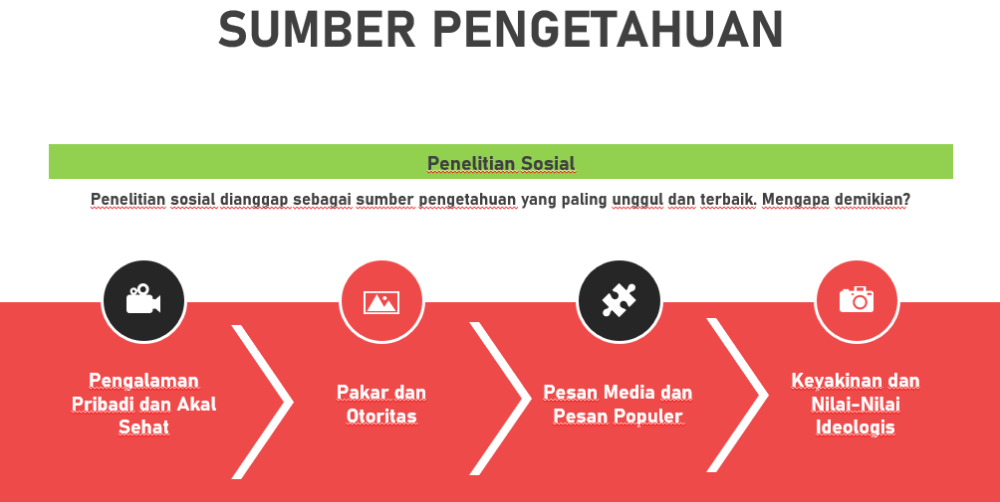 SUMBER PENGETAHUAN
Penelitian Sosial
Penelitian sosial dianggap sebagai sumber pengetahuan yang paling unggul dan terbaik. Mengapa demikian?
Pengalaman
Pribadi dan Akal
Sehat
Pakar dan
Otoritas
Pesan Media dan
Pesan Populer
Keyakinan dan
Nilai-Nilai
Ideologis